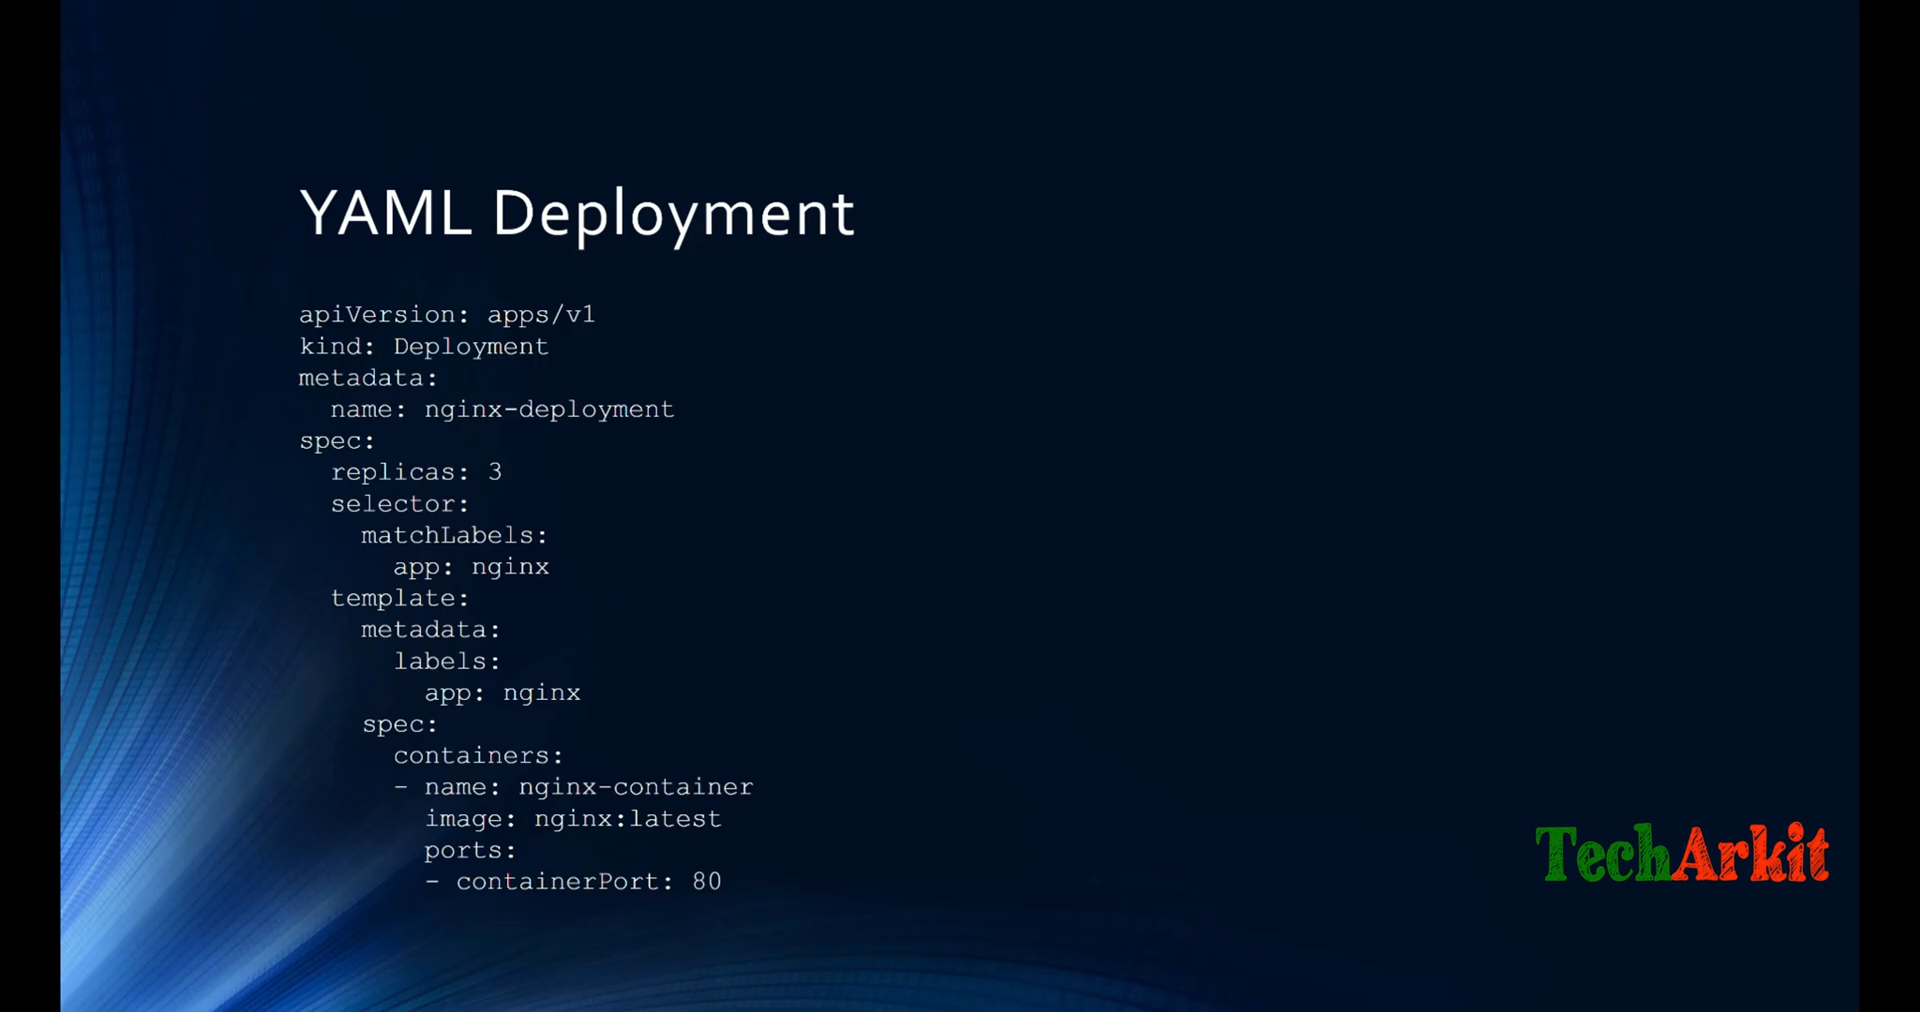 YAML Deployment
apiVersion: apps/v1
kind: Deployment
metadata:
  name: nginx-deployment
spec:
  replicas: 3
  selector:
    matchLabels:
      app: nginx
  template:
    metadata:
      labels:
        app: nginx
    spec:
      containers:
      - name: nginx-container
        image: nginx:latest
        ports:
        - containerPort: 80
TechArkit